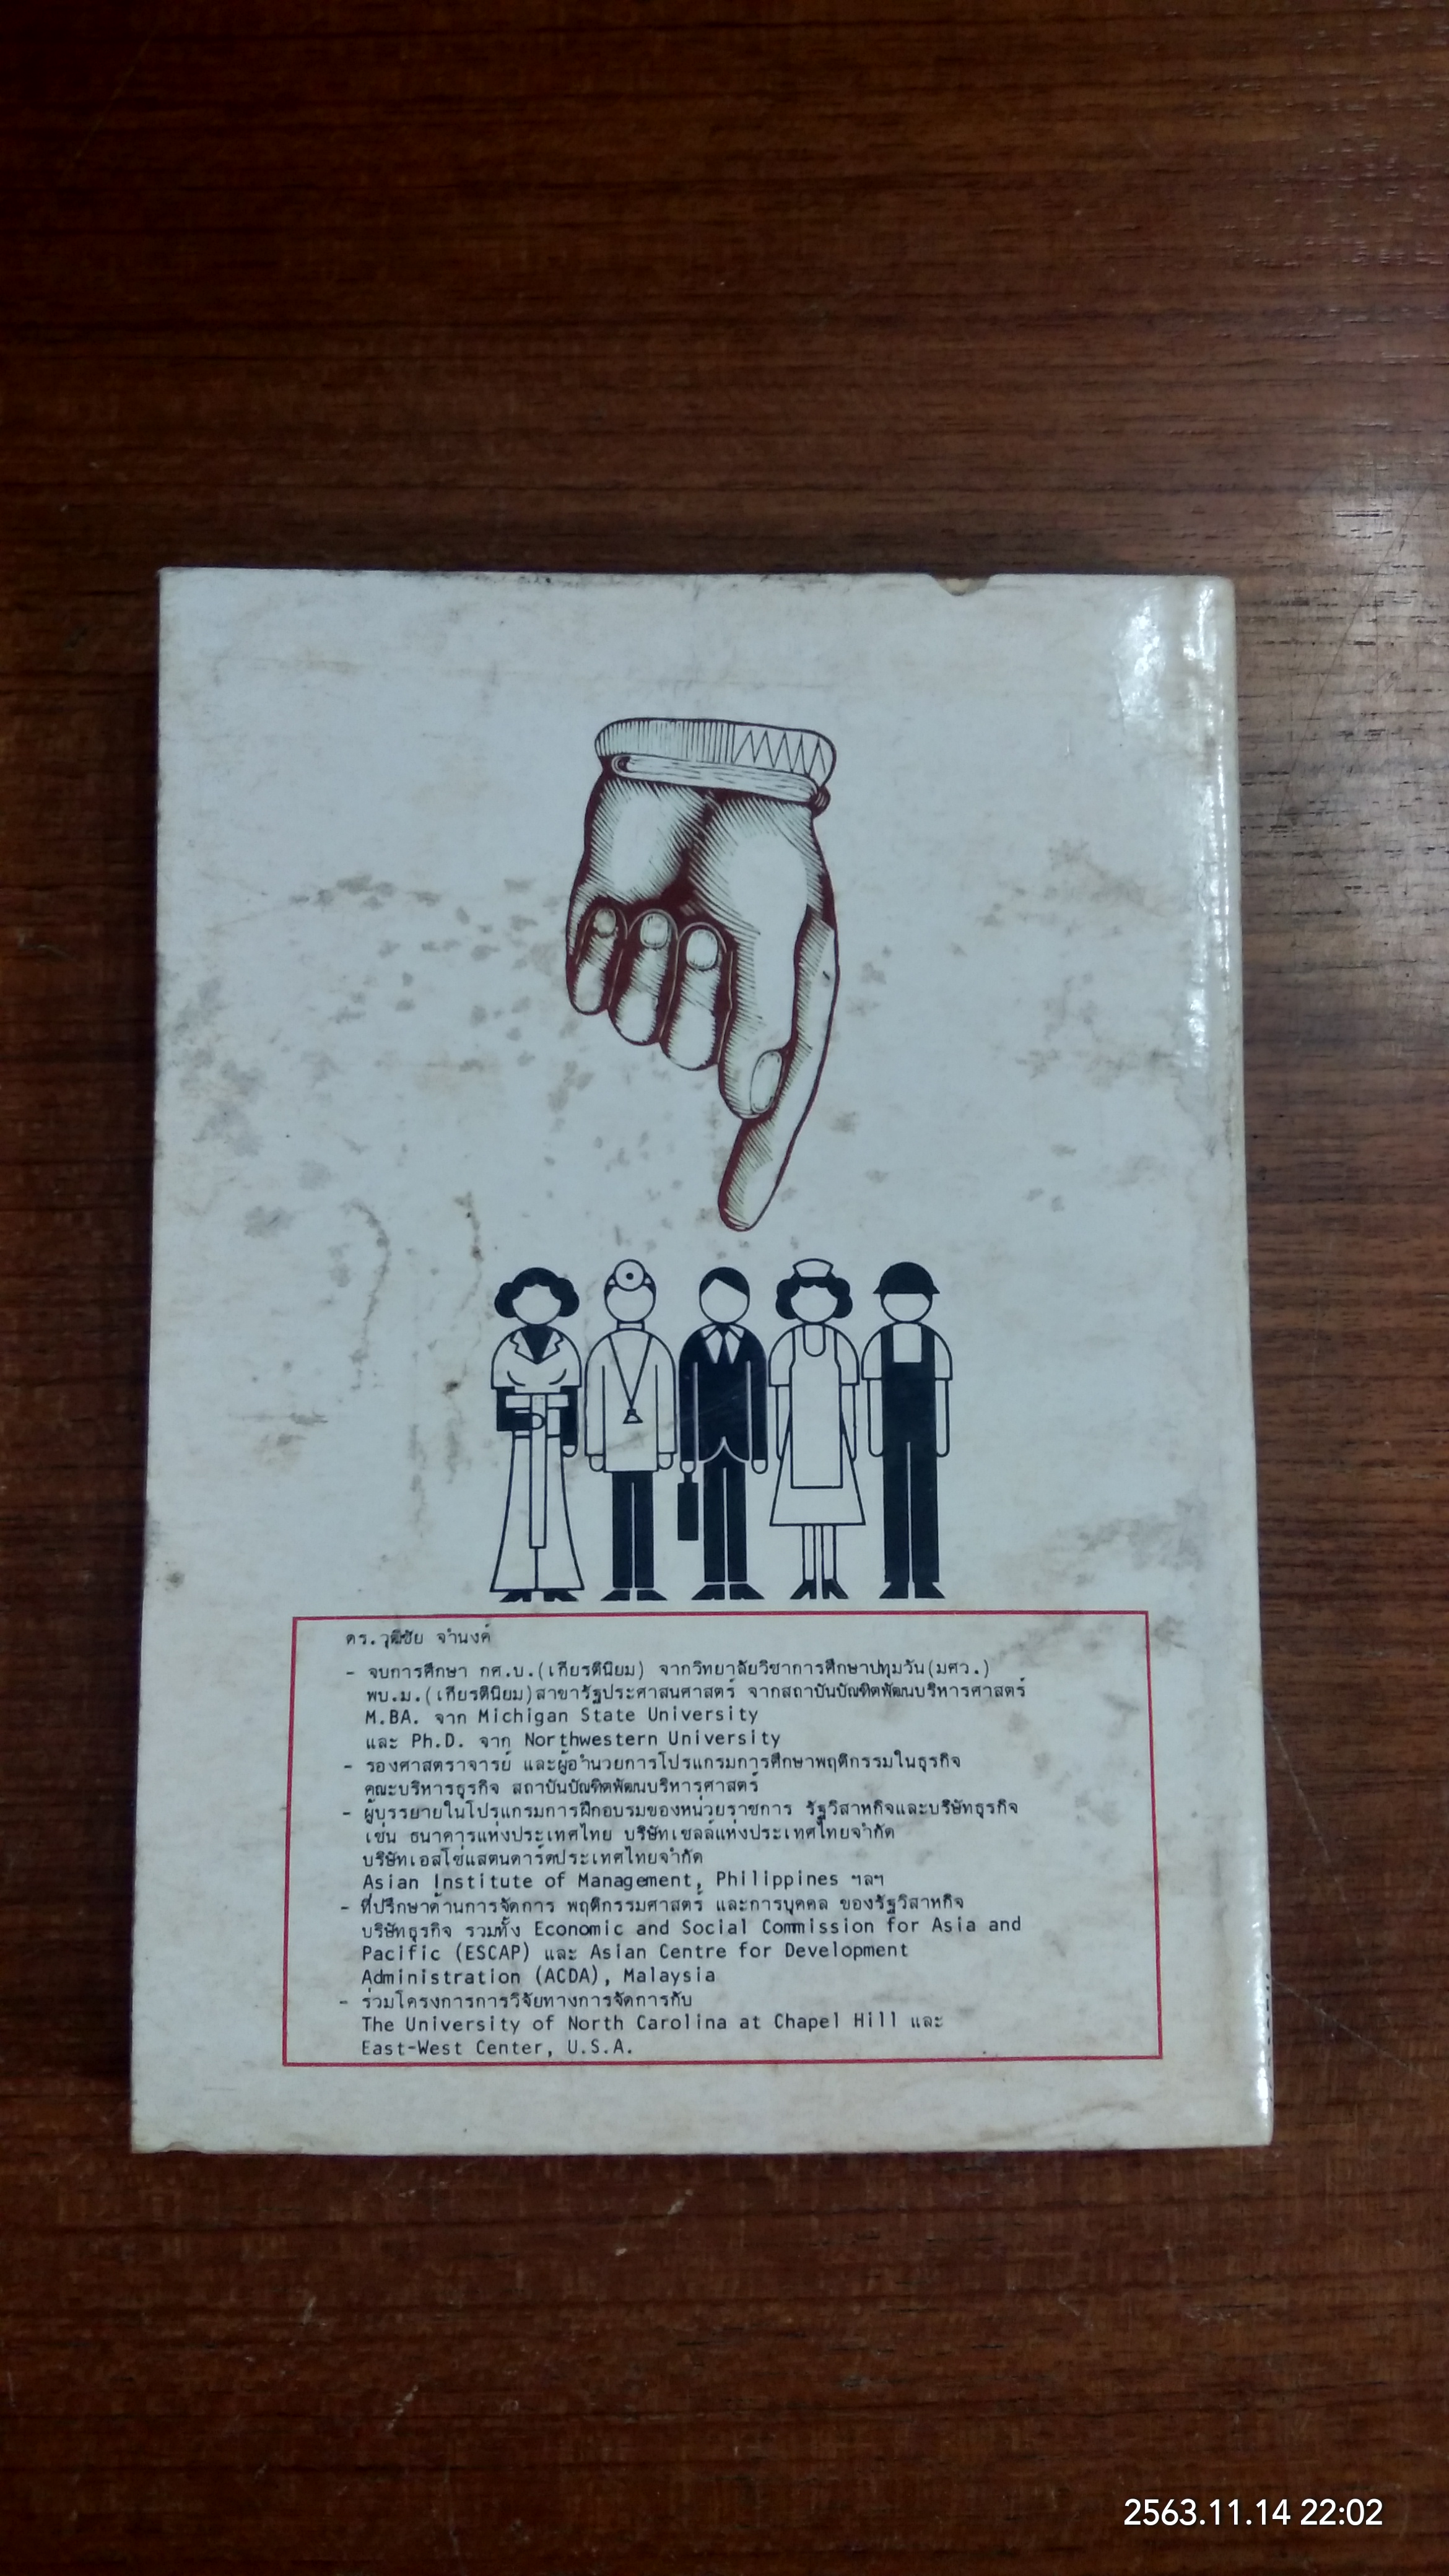 ดร.วุฒิชัย จำนงค์
- จบการศึกษา กศ.บ.(เกียรตินิยม) จากวิทยาลัยวิชาการศึกษาปทุมวัน(มศว.)
พบ.ม.(เกียรตินิยม)สาขารัฐประศาสนศาสตร์ จากสถาบันบัณฑิตพัฒนบริหารศาสตร์
M.BA. จาก Michigan State University
และ Ph.D. จาก Northwestern University
- รองศาสตราจารย์ และผู้อำนวยการโปรแกรมการศึกษาพฤติกรรมในธุรกิจ
คณะบริหารธุรกิจ สถาบันบัณฑิตพัฒนบริหารศาสตร์
- ผู้บรรยายในโปรแกรมการฝึกอบรมของหน่วยราชการ รัฐวิสาหกิจและบริษัทธุรกิจ
เช่น ธนาคารแห่งประเทศไทย บริษัทเชลล์แห่งประเทศไทยจำกัด
บริษัทเอสโซ่แสตนดาร์ดประเทศไทยจำกัด
Asian Institute of Management, Philippines ฯลฯ
- ที่ปรึกษาด้านการจัดการ พฤติกรรมศาสตร์ และการบุคคล ของรัฐวิสาหกิจ
บริษัทธุรกิจ รวมทั้ง Economic and Social Commission for Asia and
Pacific (ESCAP) และ Asian Centre for Development
Administration (ACDA), Malaysia
- ร่วมโครงการการวิจัยทางการจัดการกับ
The University of North Carolina at Chapel Hill และ
East-West Center, U.S.A.
2563.11.14 22:02